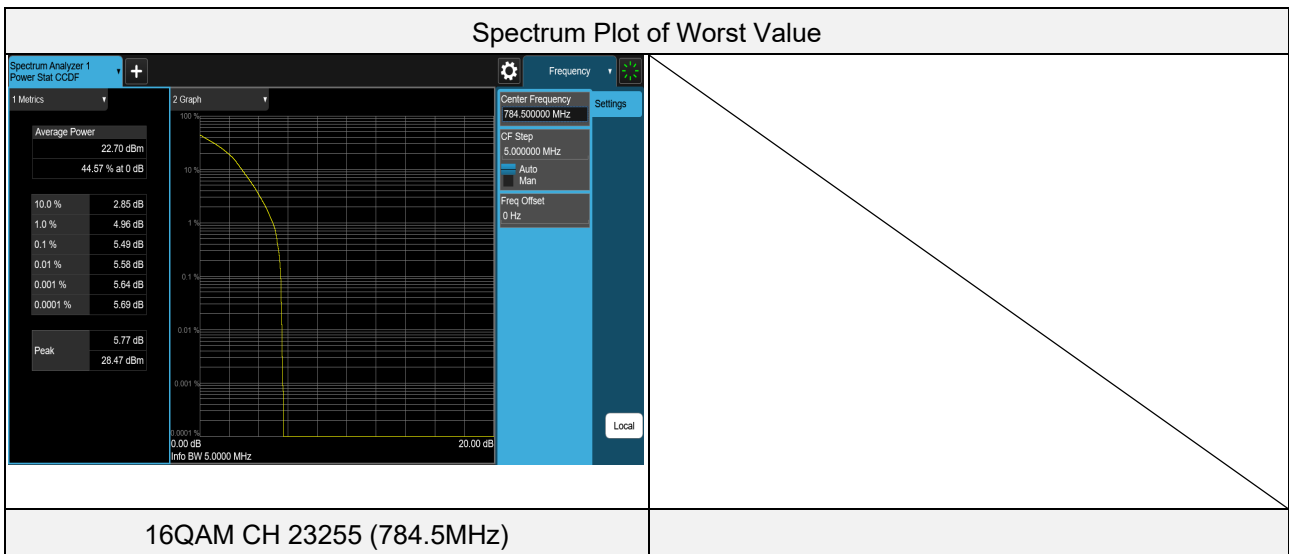 Spectrum Plot of Worst Value
Spectrum Analyzer 1
Power Stat CCDF
+
Frequency
1 Metrics
Average Power
22.70 dBm
44.57 % at 0 dB
10.0 % 2.85 dB
1.0 % 4.96 dB
0.1 % 5.49 dB
0.01 % 5.58 dB
0.001 % 5.64 dB
0.0001 % 5.69 dB
Peak
5.77 dB
28.47 dBm
2 Graph
100 %
10 %
1 %
0.1 %
0.01 %
0.001 %
0.0001 %
0.00 dB 20.00 dB
Info BW 5.0000 MHz
Center Frequency
784.500000 MHz
CF Step
5.000000 MHz
Auto
Man
Freq Offset
0 Hz
Settings
Local
16QAM CH 23255 (784.5MHz)